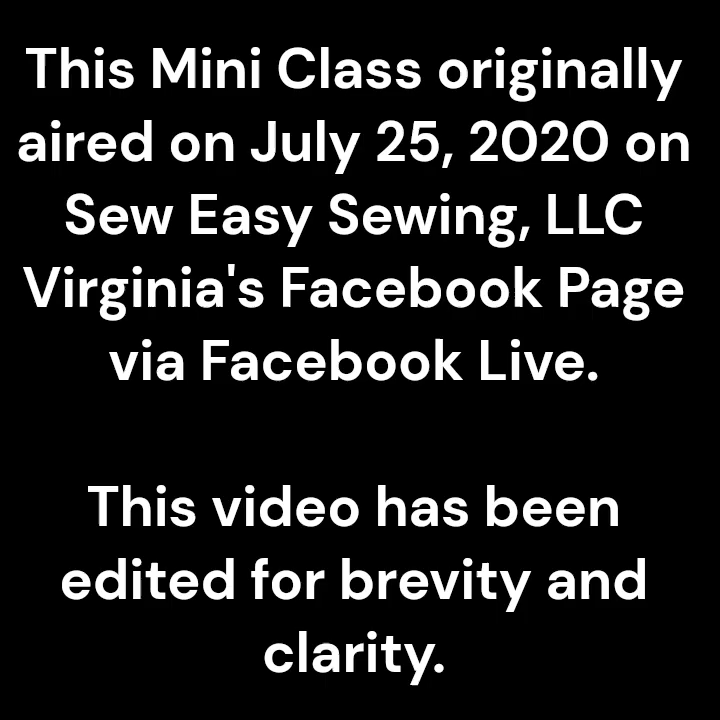 This Mini Class originally
aired on July 25, 2020 on
Sew Easy Sewing, LLC
Virginia's Facebook Page
via Facebook Live.
This video has been
edited for brevity and
clarity.